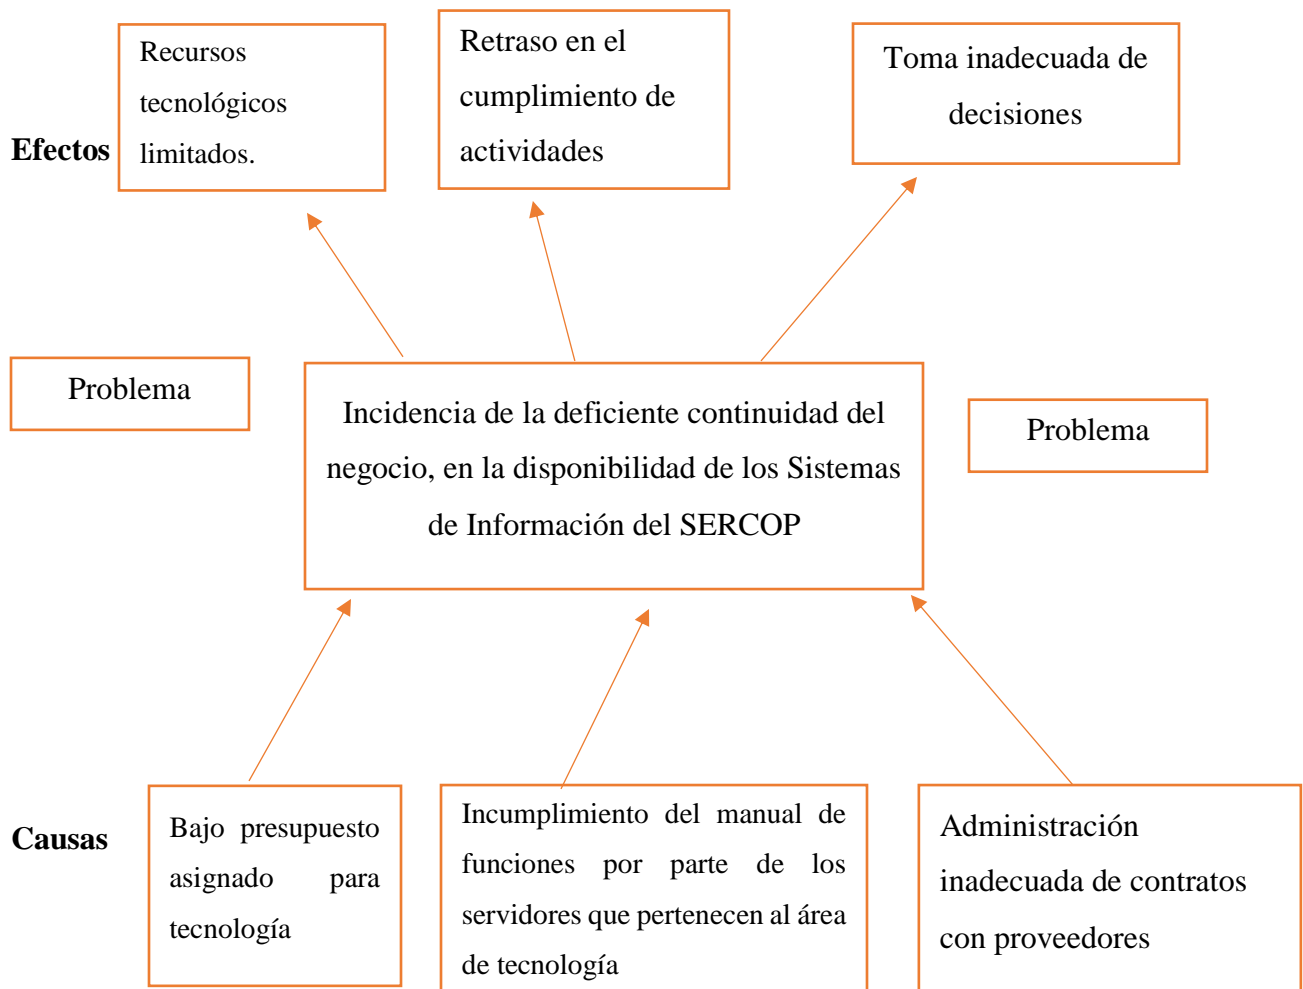 Recursos
tecnológicos
limitados.
Retraso en el
cumplimiento de
actividades
Toma inadecuada de
decisiones
Efectos
Problema
Incidencia de la deficiente continuidad del
negocio, en la disponibilidad de los Sistemas
de Información del SERCOP
Problema
Causas
Bajo presupuesto
asignado para
tecnología
Incumplimiento del manual de
funciones por parte de los
servidores que pertenecen al área
de tecnología
Administración
inadecuada de contratos
con proveedores